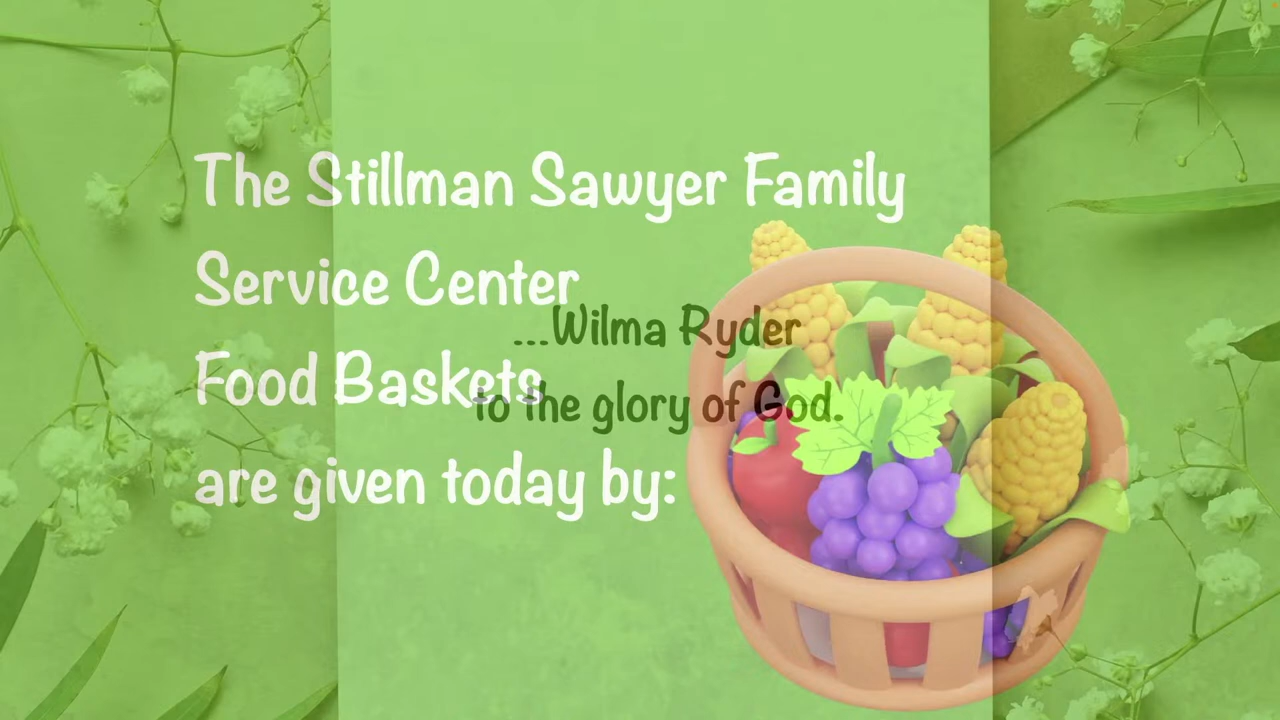 The Stillman Sawyer Family
Service Center
Food Baskets
are given today by:
...Wilma Ryder
to the glory of God.